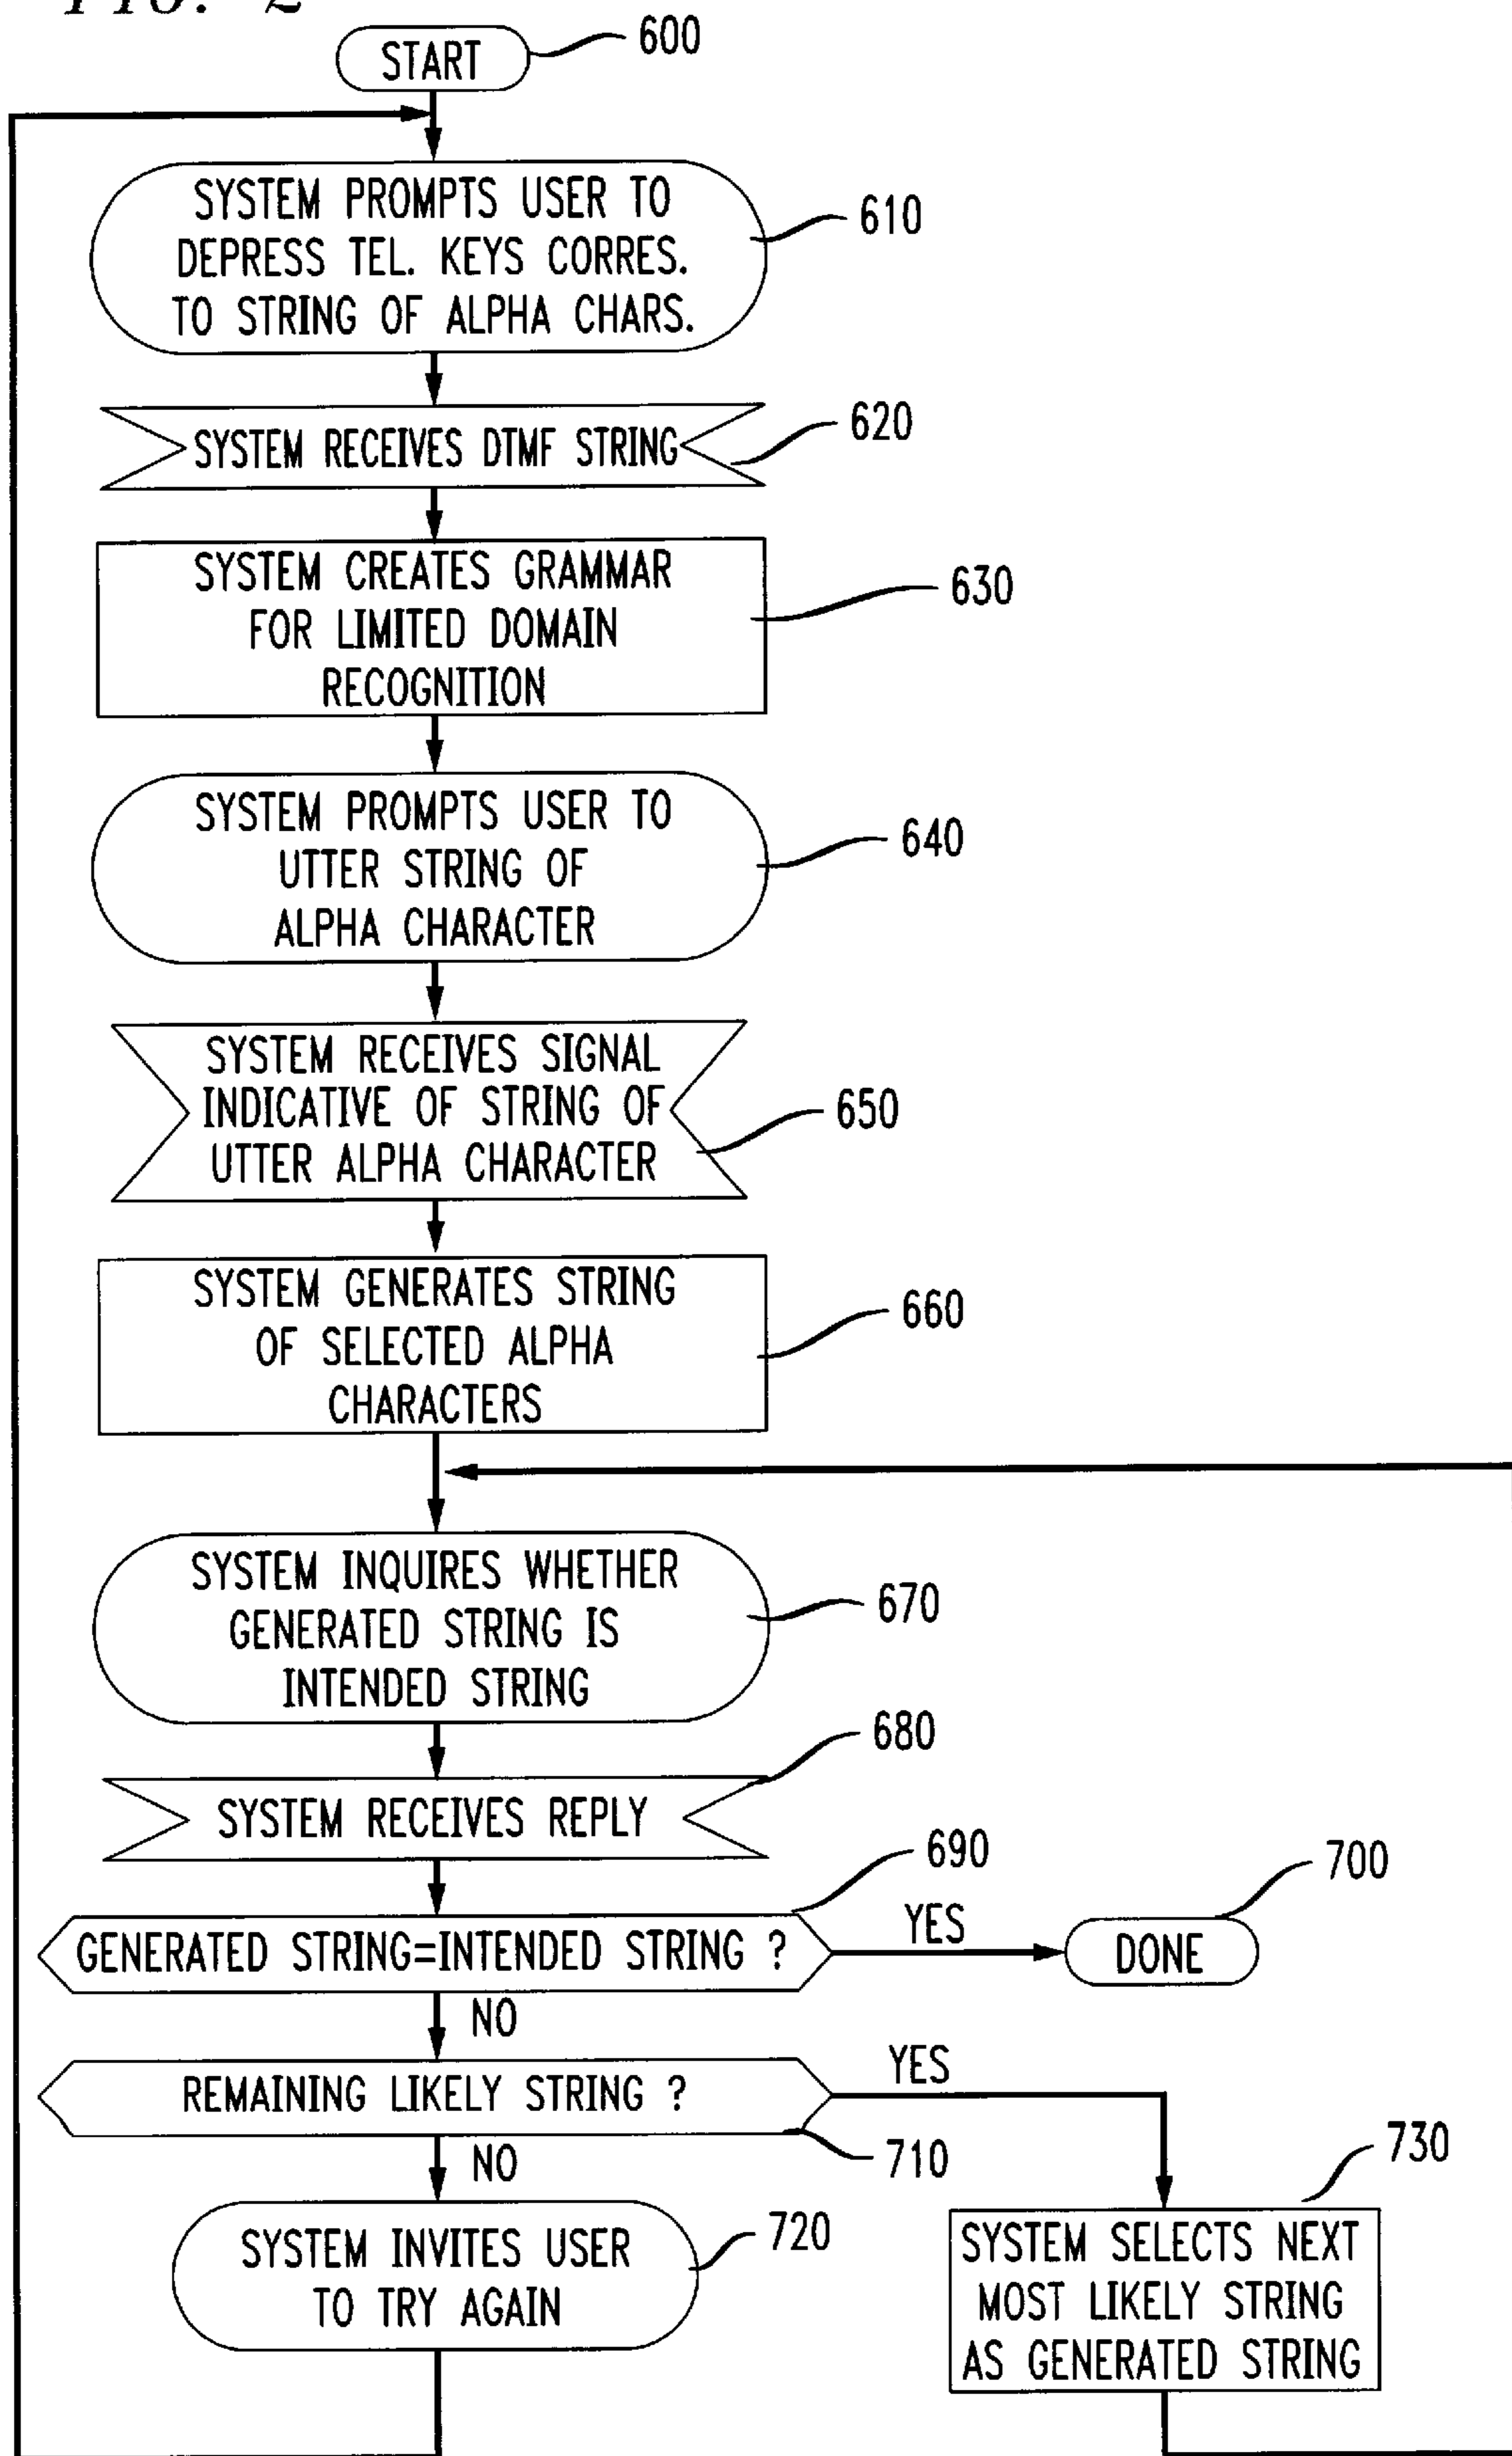 FIG. 2
START
600
SYSTEM PROMPTS USER TO
DEPRESS TEL. KEYS CORRES.
TO STRING OF ALPHA CHARS.
610
SYSTEM RECEIVES DTMF STRING
620
SYSTEM CREATES GRAMMAR
FOR LIMITED DOMAIN
RECOGNITION
630
SYSTEM PROMPTS USER TO
UTTER STRING OF
ALPHA CHARACTER
640
SYSTEM RECEIVES SIGNAL
INDICATIVE OF STRING OF
UTTER ALPHA CHARACTER
650
SYSTEM GENERATES STRING
OF SELECTED ALPHA
CHARACTERS
660
SYSTEM INQUIRES WHETHER
GENERATED STRING IS
INTENDED STRING
670
SYSTEM RECEIVES REPLY
680
GENERATED STRING=INTENDED STRING ?
690
YES
DONE
700
NO
REMAINING LIKELY STRING ?
YES
710
NO
SYSTEM INVITES USER
TO TRY AGAIN
720
730
SYSTEM SELECTS NEXT
MOST LIKELY STRING
AS GENERATED STRING